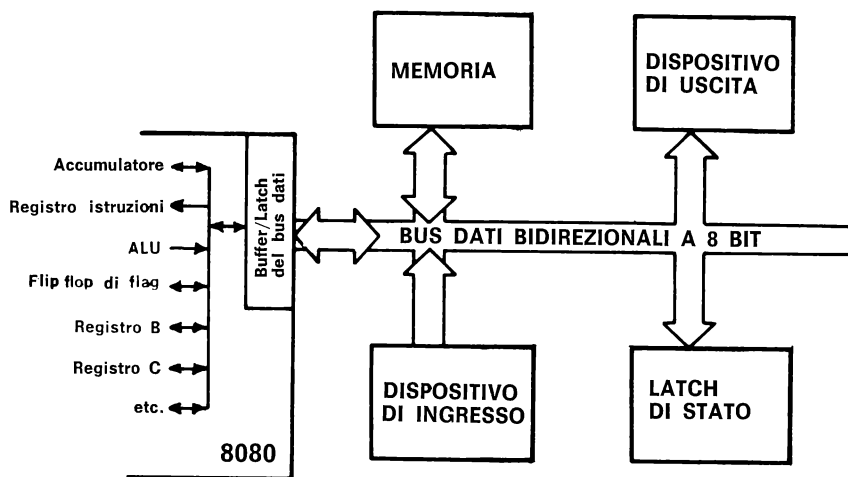 MEMORIA
DISPOSITIVO
DI USCITA
Accumulatore
Registro istruzioni
ALU
Flip flop di flag
Registro B
Registro C
etc.
8080
Buffer/Latch
del bus dati
BUS DATI BIDIREZIONALI A 8 BIT
DISPOSITIVO
DI INGRESSO
LATCH
DI STATO